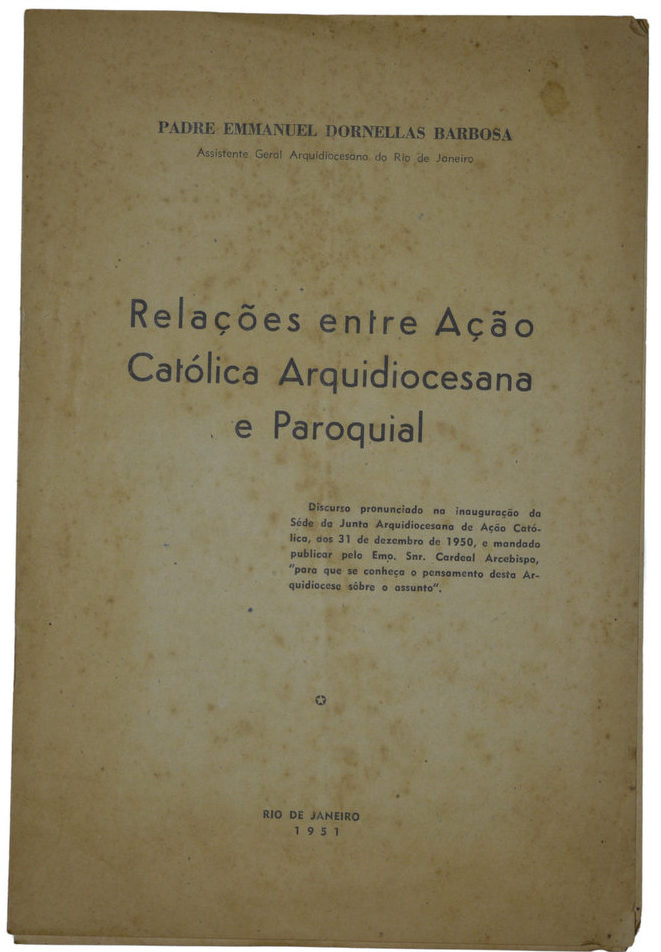 PADRE EMMANUEL DORNELLAS BARBOSA
Assistente Geral Arquidiocesano do Rio de Janeiro
Relações entre Ação
Católica Arquidiocesana
e Paroquial
Discurso pronunciado na inauguração da
Séde da Junta Arquidiocesana de Ação Cató-
lica, aos 31 de dezembro de 1950, e mandado
publicar pelo Emo. Snr. Cardeal Arcebispo,
"para que se conheça o pensamento desta Ar-
quidiocese sôbre o assunto".
RIO DE JANEIRO
1951